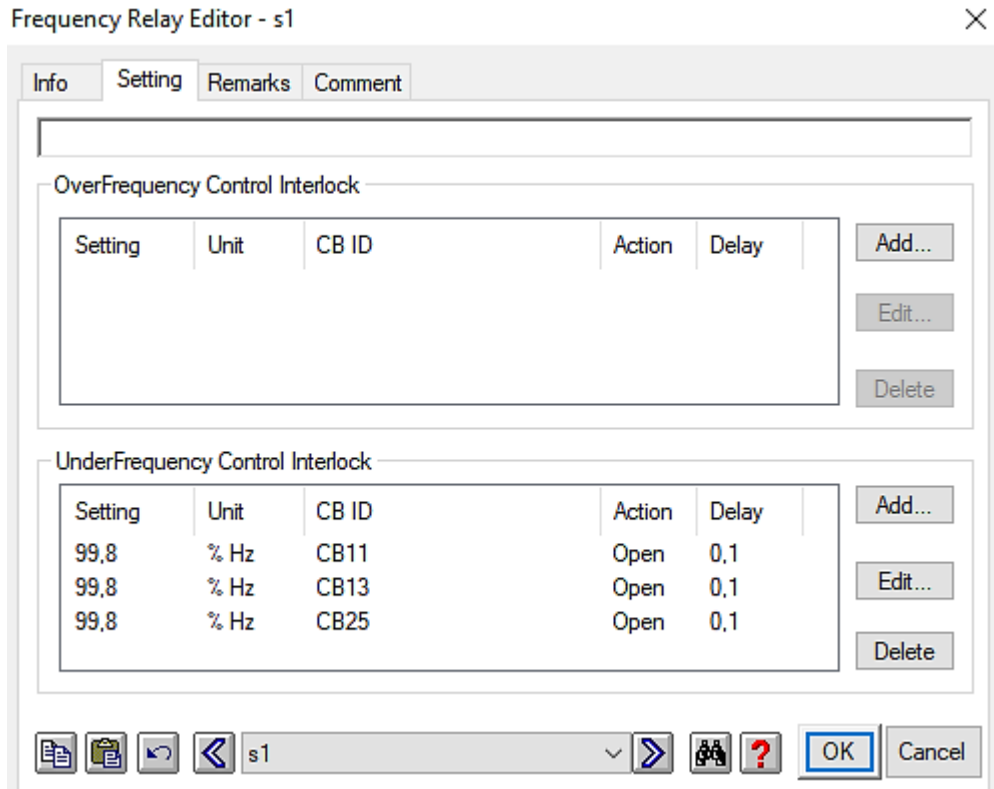 Frequency Relay Editor - s1
Info Setting Remarks Comment
OverFrequency Control Interlock
Setting Unit CB ID Action Delay
Add...
Edit...
Delete
UnderFrequency Control Interlock
Setting Unit CB ID Action Delay
99,8 % Hz CB11 Open 0,1
99,8 % Hz CB13 Open 0,1
99,8 % Hz CB25 Open 0,1
Add...
Edit...
Delete
s1
?
OK Cancel